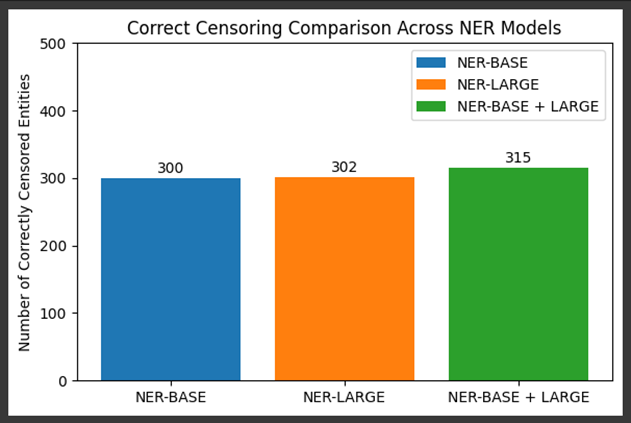 Correct Censoring Comparison Across NER Models
Number of Correctly Censored Entities
500
400
300
200
100
0
NER-BASE
NER-LARGE
NER-BASE + LARGE
300
302
315
NER-BASE
NER-LARGE
NER-BASE + LARGE